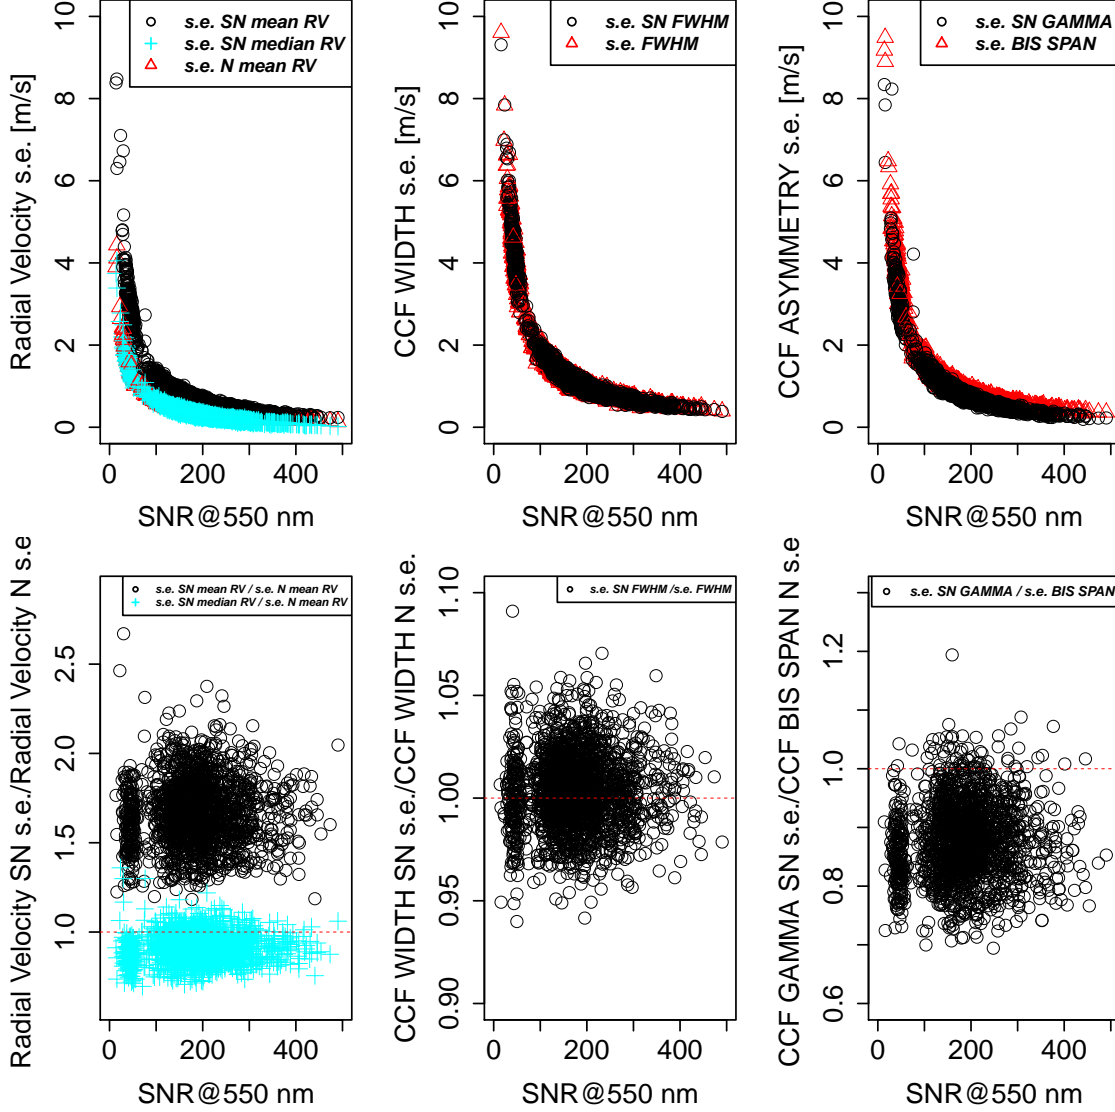 s.e. SN mean RV
s.e. SN median RV
s.e. N mean RV
Radial Velocity s.e. [m/s]
0 2 4 6 8 10
0 200 400
SNR@550 nm
s.e. SN FWHM
s.e. FWHM
CCF WIDTH s.e. [m/s]
0 2 4 6 8 10
0 200 400
SNR@550 nm
s.e. SN GAMMA
s.e. BIS SPAN
CCF ASYMMETRY s.e. [m/s]
0 2 4 6 8 10
0 200 400
SNR@550 nm
s.e. SN mean RV / s.e. N mean RV
s.e. SN median RV / s.e. N mean RV
Radial Velocity SN s.e./Radial Velocity N s.e
1.0 1.5 2.0 2.5
0 200 400
SNR@550 nm
s.e. SN FWHM /s.e. FWHM
CCF WIDTH SN s.e./CCF WIDTH N s.e.
0.90 0.95 1.00 1.05 1.10
0 200 400
SNR@550 nm
s.e. SN GAMMA / s.e. BIS SPAN
CCF GAMMA SN s.e./CCF BIS SPAN N s.e
0.6 0.8 1.0 1.2
0 200 400
SNR@550 nm